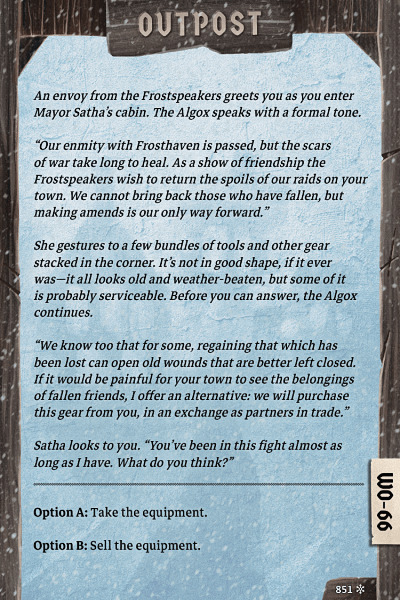 OUTPOST
An envoy from the Frostspeakers greets you as you enter
Mayor Satha’s cabin. The Algox speaks with a formal tone.
“Our enmity with Frosthaven is passed, but the scars
of war take long to heal. As a show of friendship the
Frostspeakers wish to return the spoils of our raids on your
town. We cannot bring back those who have fallen, but
making amends is our only way forward.”
She gestures to a few bundles of tools and other gear
stacked in the corner. It’s not in good shape, if it ever
was—it all looks old and weather-beaten, but some of it
is probably serviceable. Before you can answer, the Algox
continues.
“We know too that for some, regaining that which has
been lost can open old wounds that are better left closed.
If it would be painful for your town to see the belongings
of fallen friends, I offer an alternative: we will purchase
this gear from you, in an exchange as partners in trade.”
Satha looks to you. “You’ve been in this fight almost as
long as I have. What do you think?”
Option A: Take the equipment.
Option B: Sell the equipment.
WO-66
851